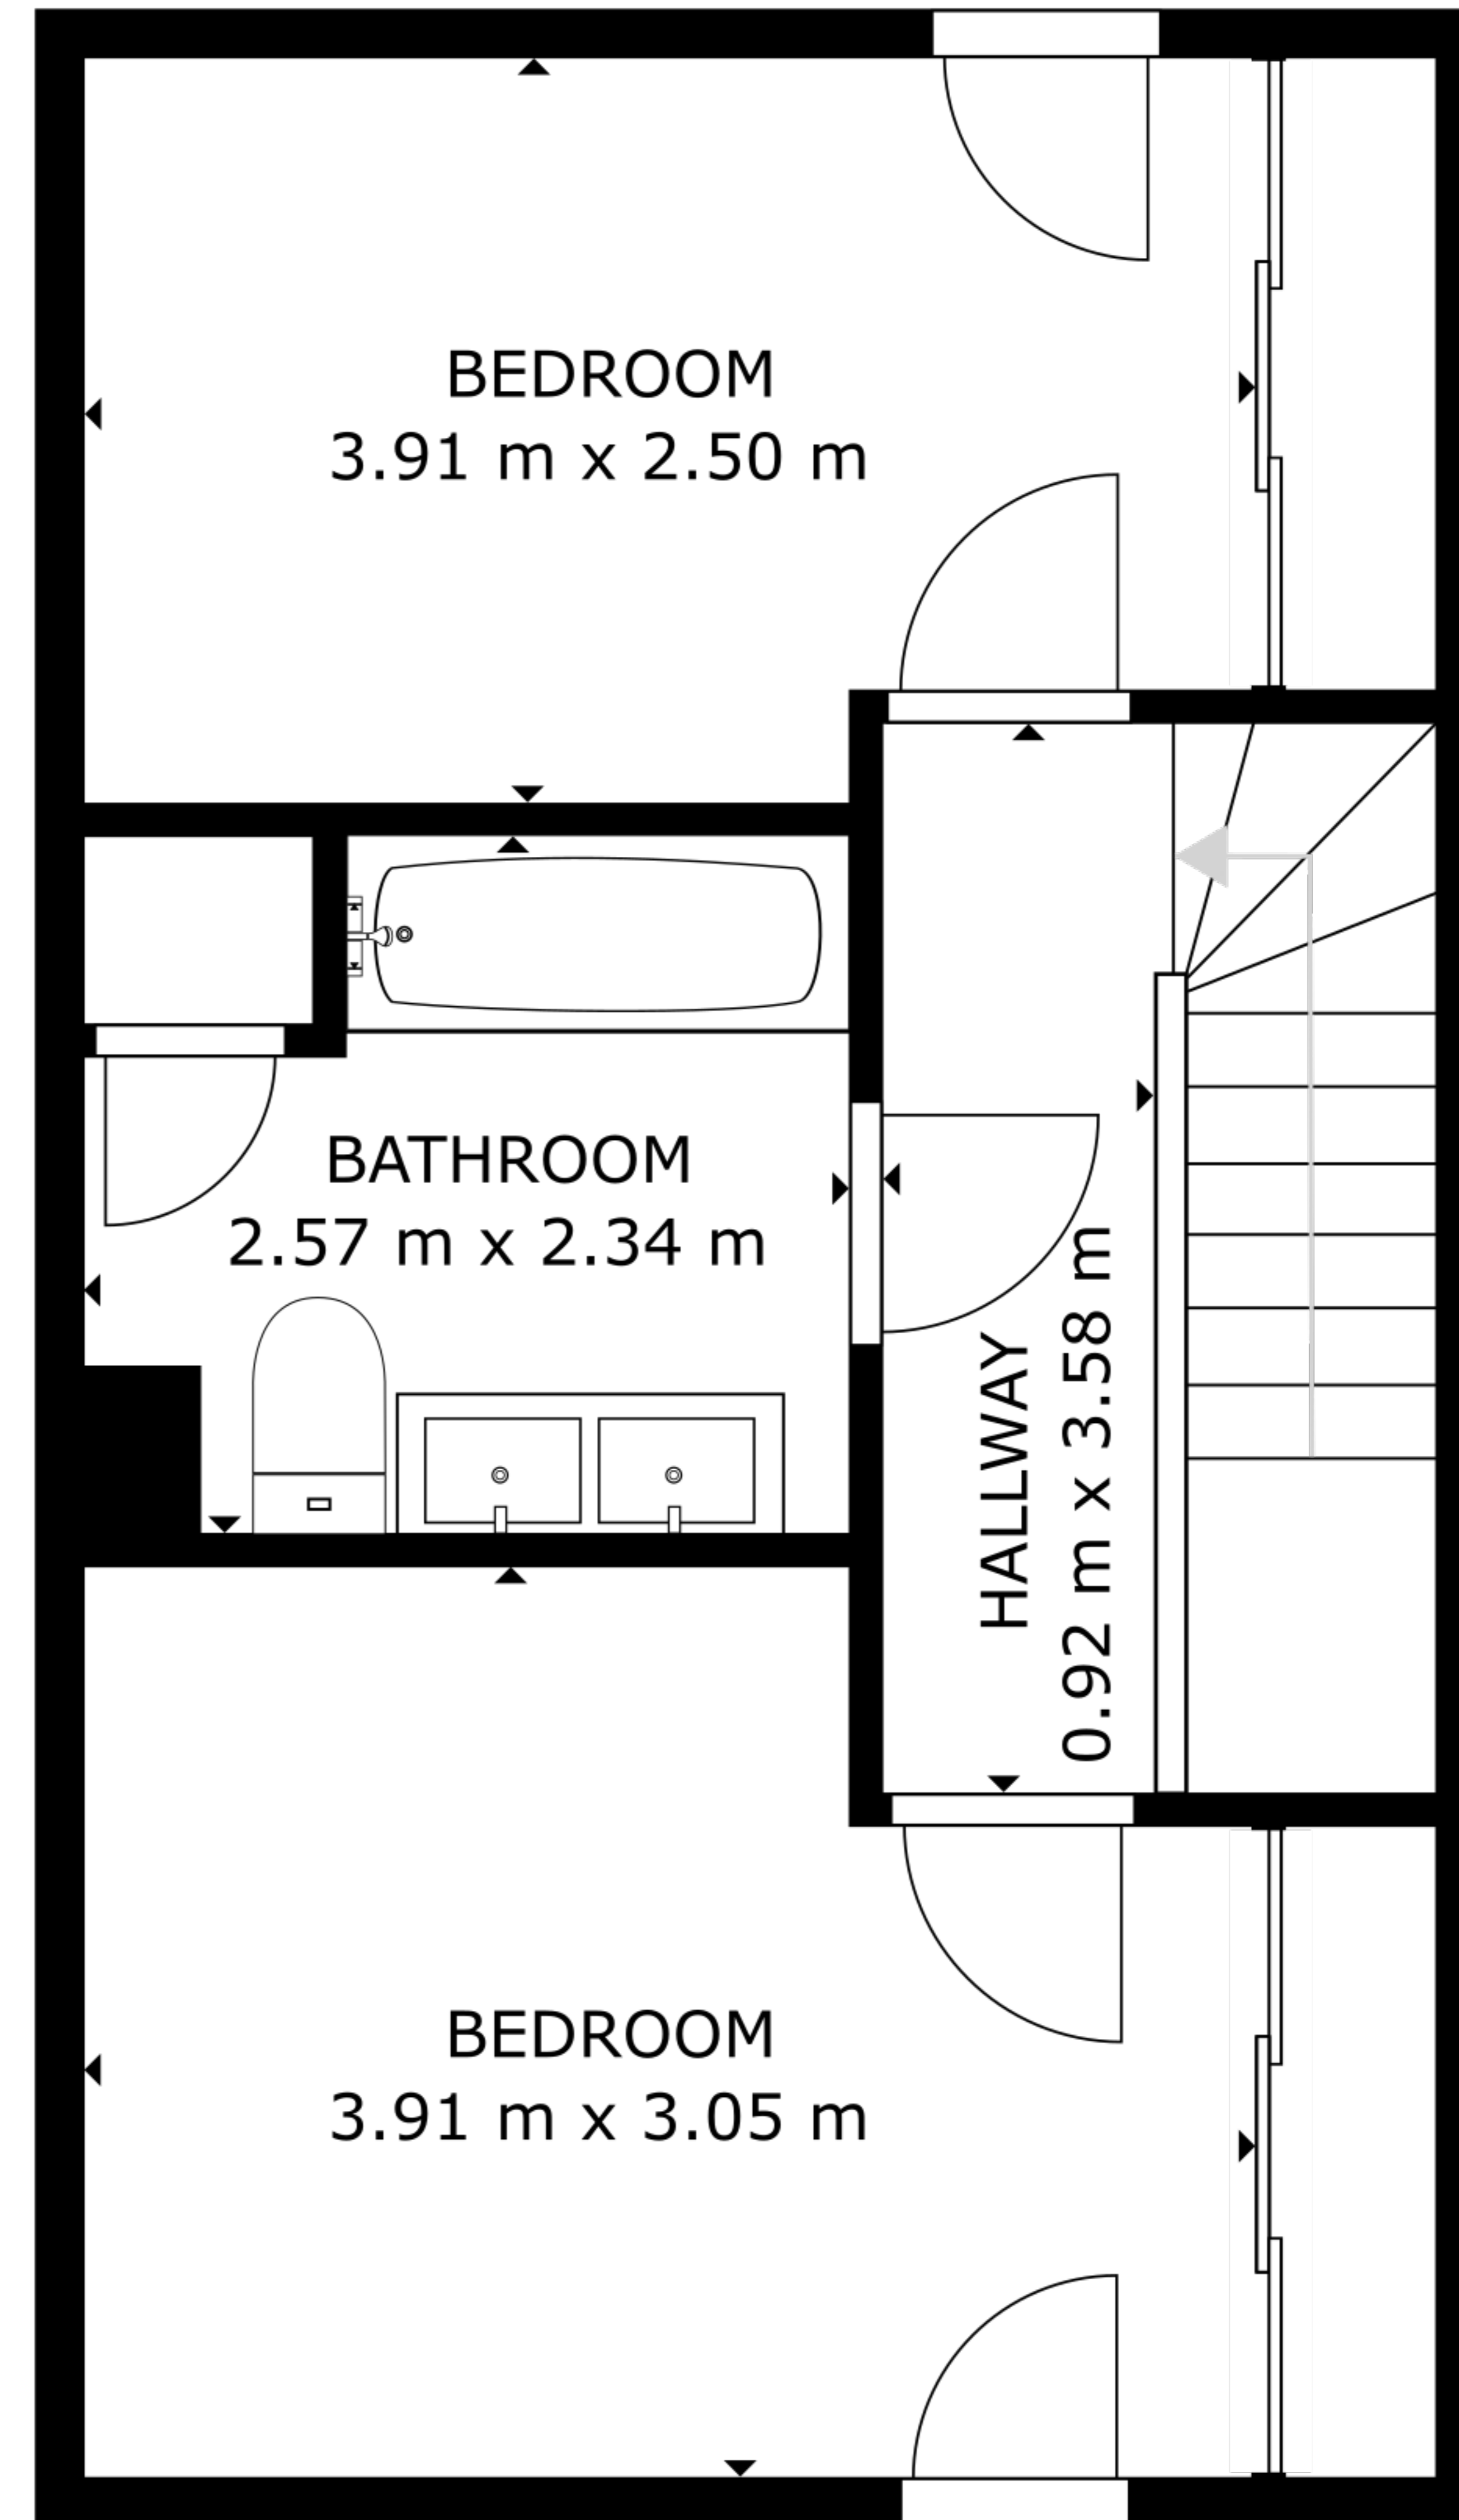 BEDROOM
3.91 m x 2.50 m
BATHROOM
2.57 m x 2.34 m
HALLWAY
0.92 m x 3.58 m
BEDROOM
3.91 m x 3.05 m